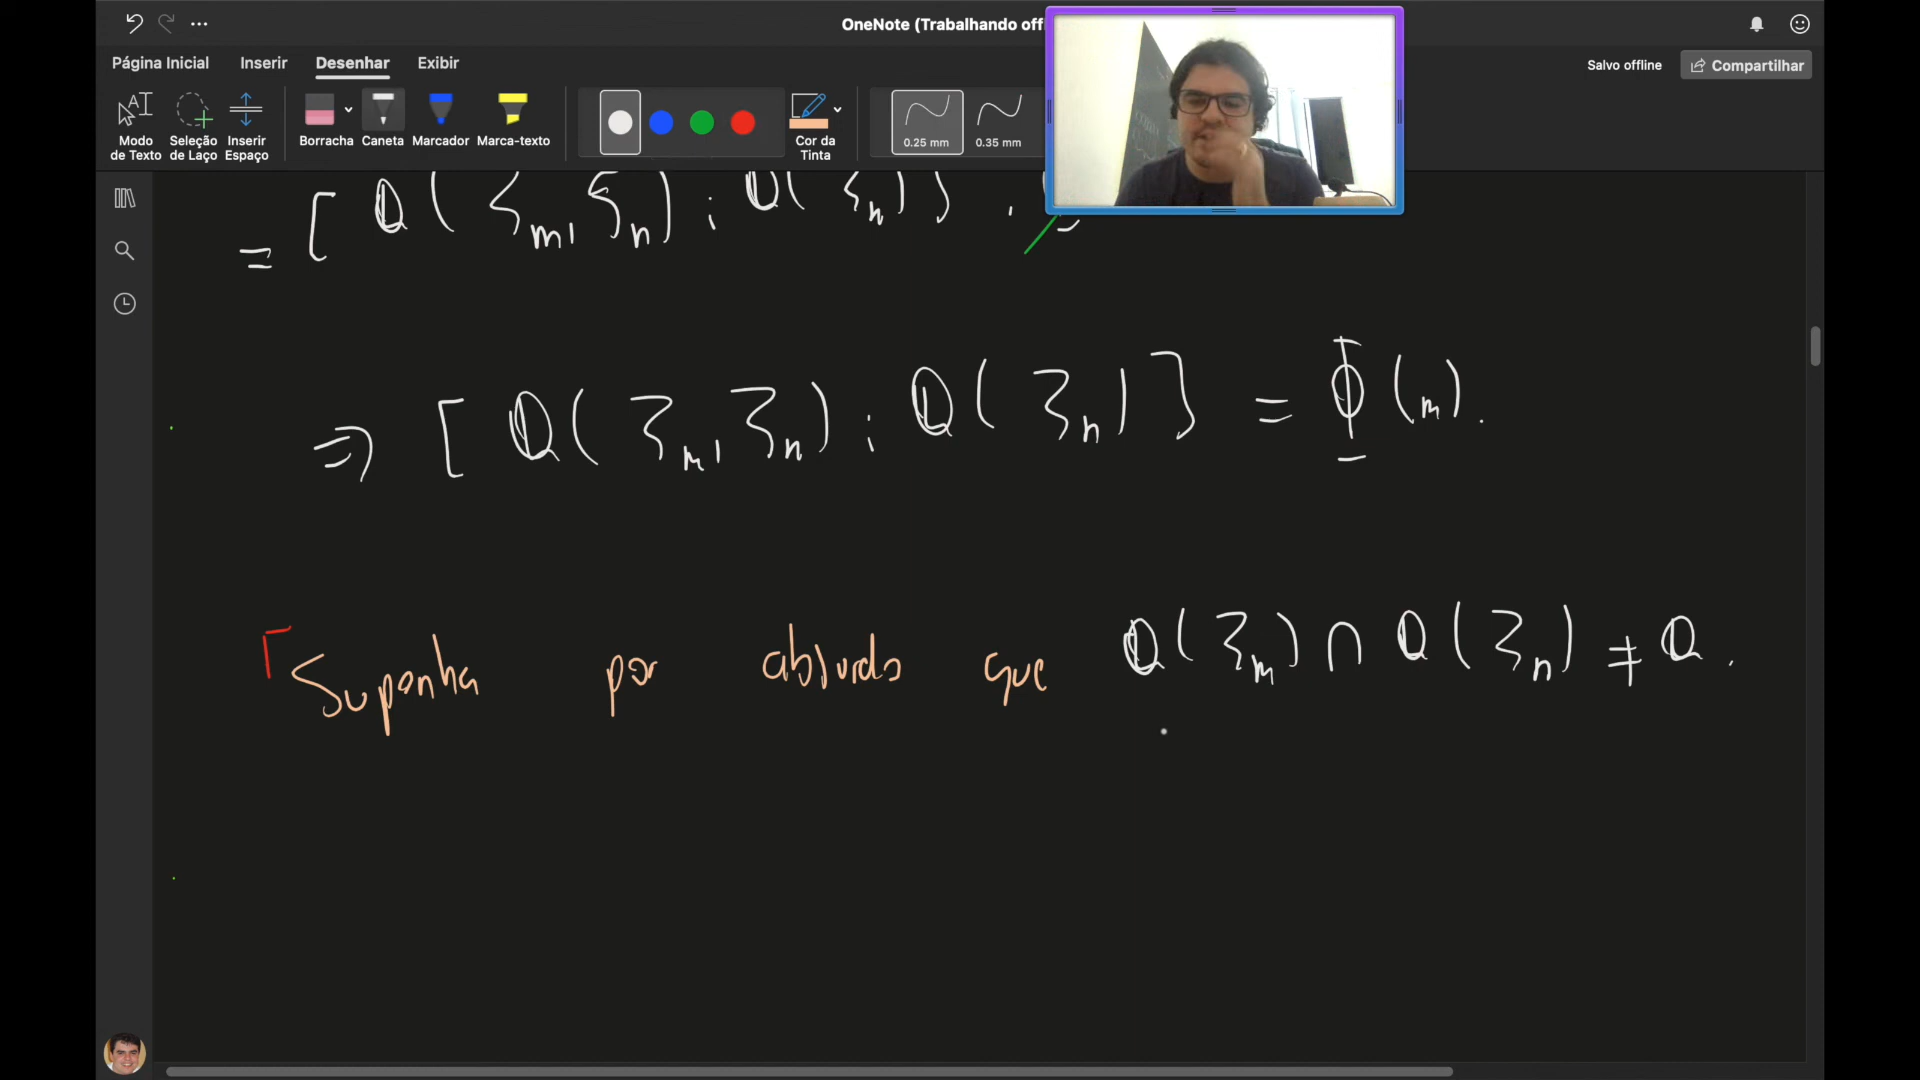 OneNote (Trabalhando off
Página Inicial Inserir Desenhar Exibir
Salvo offline Compartilhar
Modo de Texto
Seleção de Laço
Inserir Espaço
Borracha Caneta Marcador Marca-texto
Cor da Tinta
0.25 mm 0.35 mm
= [ ℚ( ζm, ζn) : ℚ( ζn) ] .
=> [ ℚ( ζm, ζn) : ℚ( ζn) ] = Φ(m).
Suponha por absurdo que ℚ(ζm) ∩ ℚ(ζn) ≠ ℚ.